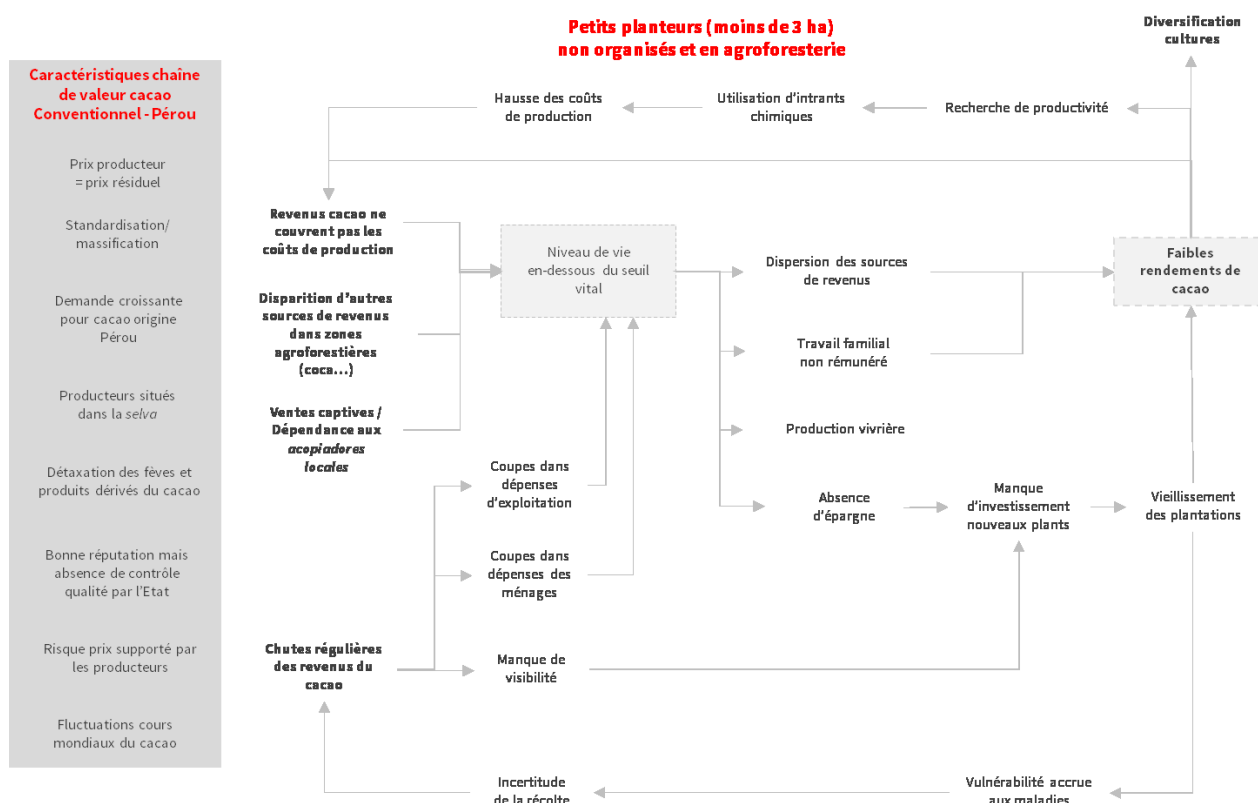 Petits planteurs (moins de 3 ha)
non organisés et en agroforesterie
Diversification
cultures
Caractéristiques chaîne
de valeur cacao
Conventionnel - Pérou
Prix producteur
= prix résiduel
Standardisation/
massification
Demande croissante
pour cacao origine
Pérou
Producteurs situés
dans la selva
Détaxation des fèves et
produits dérivés du cacao
Bonne réputation mais
absence de contrôle
qualité par l'Etat
Risque prix supporté par
les producteurs
Fluctuations cours
mondiaux du cacao
Hausse des coûts
de production
Utilisation d'intrants
chimiques
Recherche de productivité
Revenus cacao ne
couvrent pas les
coûts de production
Disparition d'autres
sources de revenus
dans zones
agroforestières
(coca...)
Ventes captives /
Dépendance aux
acopiadores
locales
Niveau de vie
en-dessous du seuil
vital
Dispersion des sources
de revenus
Travail familial
non rémunéré
Production vivrière
Absence
d'épargne
Faibles
rendements de
cacao
Coupes dans
dépenses
d'exploitation
Coupes dans
dépenses des
ménages
Manque
d'investissement
nouveaux plants
Vieillissement
des plantations
Chutes régulières
des revenus du
cacao
Manque de
visibilité
Incertitude
de la récolte
Vulnérabilité accrue
aux maladies